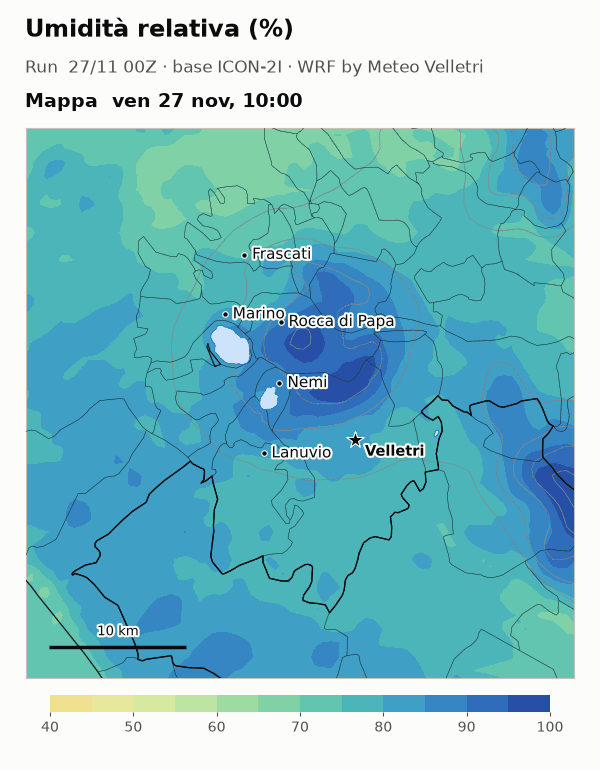 Umidità relativa (%)
Run 27/11 00Z · base ICON-2I · WRF by Meteo Velletri
Mappa ven 27 nov, 10:00
Frascati
Marino
Rocca di Papa
Nemi
Velletri
Lanuvio
10 km
40 50 60 70 80 90 100